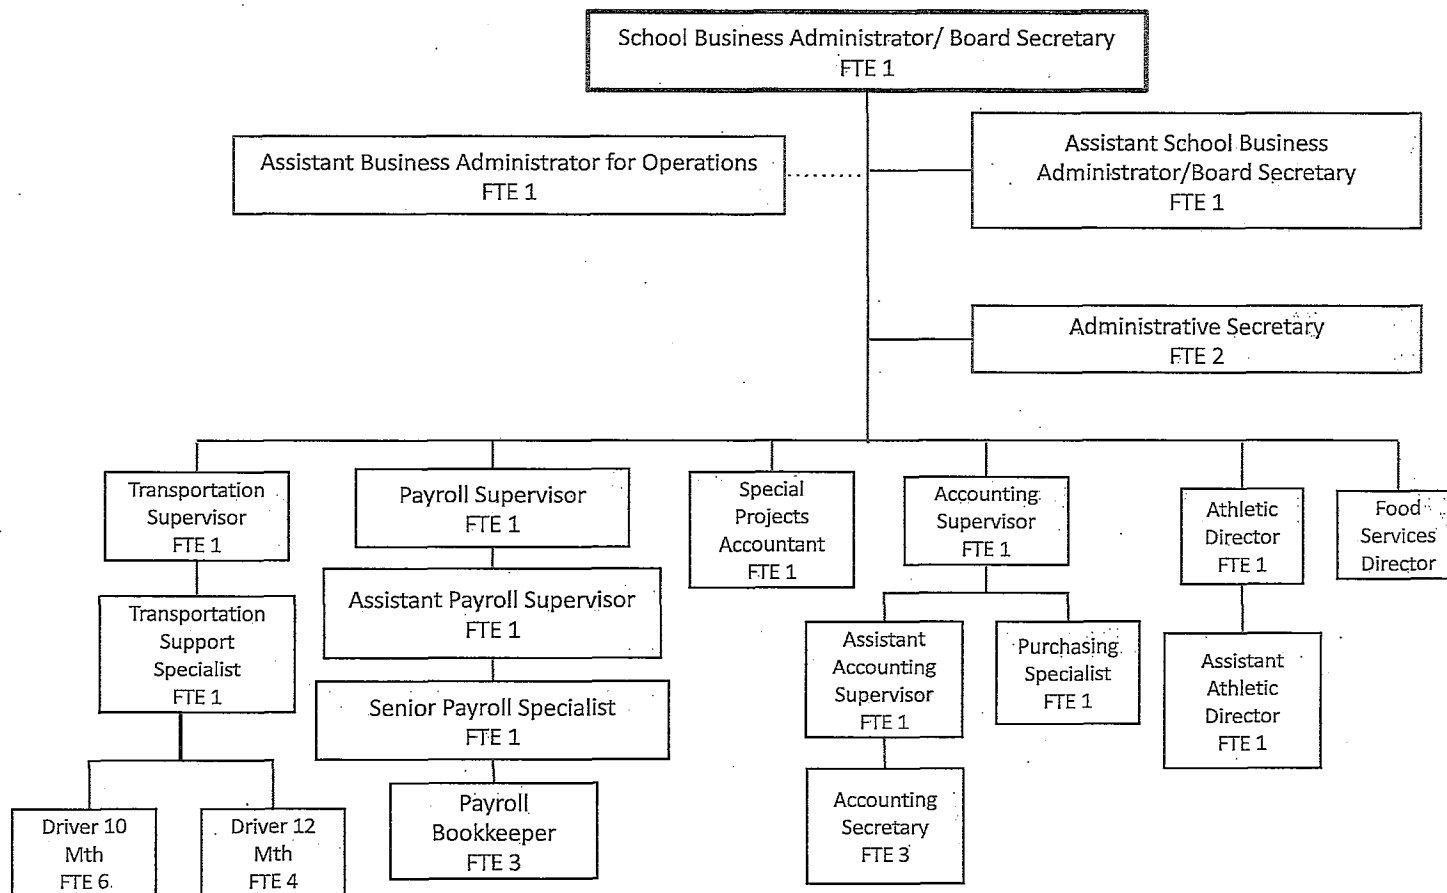 School Business Administrator/ Board Secretary
FTE 1
Assistant Business Administrator for Operations
FTE 1
Assistant School Business
Administrator/Board Secretary
FTE 1
Administrative Secretary
FTE 2
Transportation
Supervisor
FTE 1
Payroll Supervisor
FTE 1
Special
Projects
Accountant
FTE 1
Accounting
Supervisor
FTE 1
Athletic
Director
FTE 1
Food
Services
Director
Transportation
Support
Specialist
FTE 1
Assistant Payroll Supervisor
FTE 1
Assistant
Accounting
Supervisor
FTE 1
Purchasing
Specialist
FTE 1
Assistant
Athletic
Director
FTE 1
Senior Payroll Specialist
FTE 1
Driver 10
Mth
FTE 6
Driver 12
Mth
FTE 4
Payroll
Bookkeeper
FTE 3
Accounting
Secretary
FTE 3